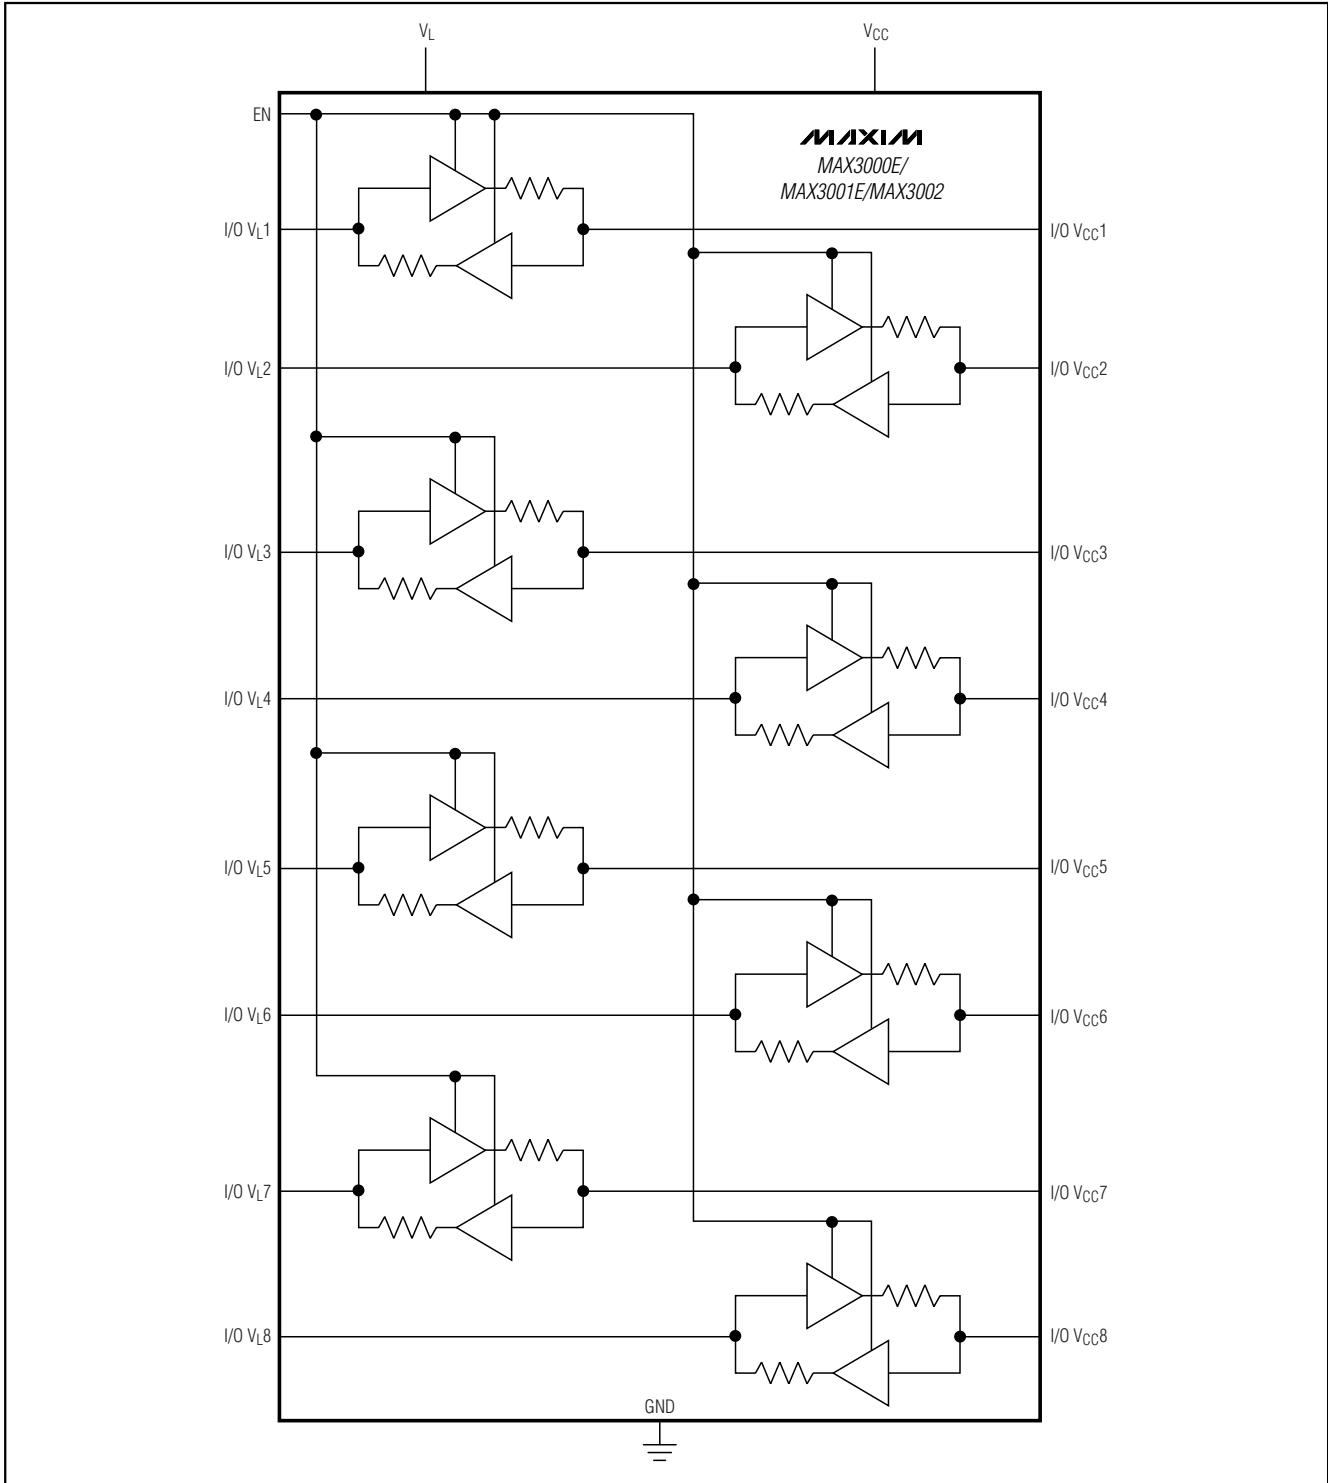 VL VCC
EN
MAXIM
MAX3000E/
MAX3001E/MAX3002
I/O VL1 I/O VCC1
I/O VL2 I/O VCC2
I/O VL3 I/O VCC3
I/O VL4 I/O VCC4
I/O VL5 I/O VCC5
I/O VL6 I/O VCC6
I/O VL7 I/O VCC7
I/O VL8 I/O VCC8
GND